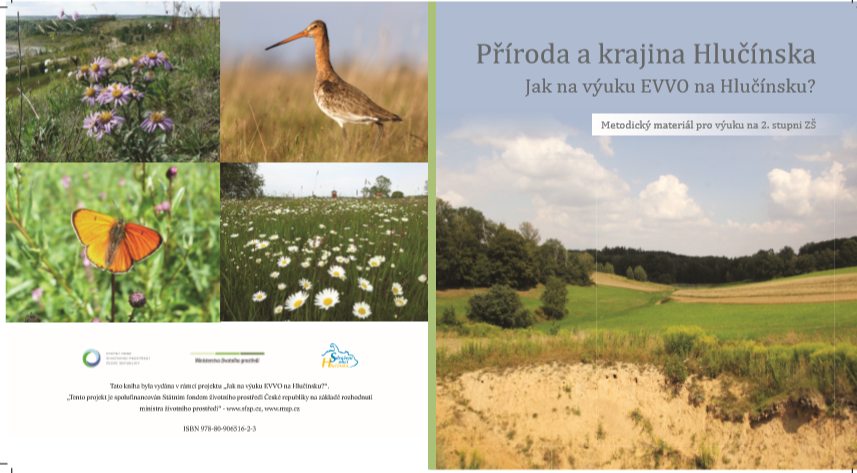 Příroda a krajina Hlučínska
Jak na výuku EVVO na Hlučínsku?
Metodický materiál pro výuku na 2. stupni ZŠ
STÁTNÍ FOND
ŽIVOTNÍHO PROSTŘEDÍ
ČESKÉ REPUBLIKY
Ministerstvo životního prostředí
Sdružení
obcí
Hlučínska
Tato kniha byla vydána v rámci projektu „Jak na výuku EVVO na Hlučínsku?“.
„Tento projekt je spolufinancován Státním fondem životního prostředí České republiky na základě rozhodnutí
ministra životního prostředí“ - www.sfzp.cz, www.mzp.cz
ISBN 978-80-906516-2-3